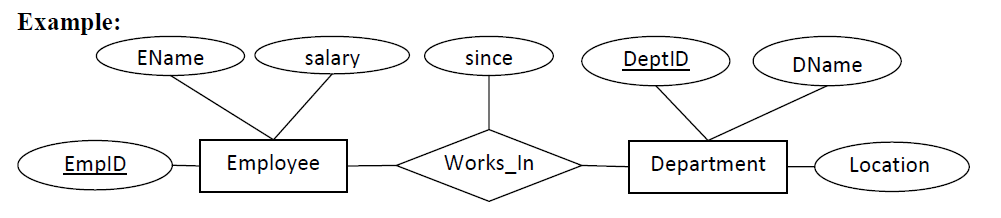 Example:
EName
salary
since
DeptID
DName
EmpID
Employee
Works_In
Department
Location